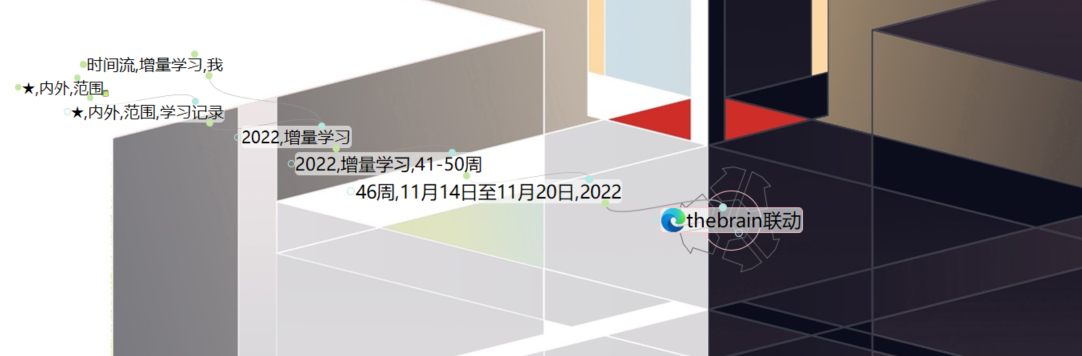 时间流,增量学习,我
★,内外,范围,
★,内外,范围,学习记录
2022,增量学习
2022,增量学习,41-50周
46周,11月14日至11月20日,2022
thebrain联动